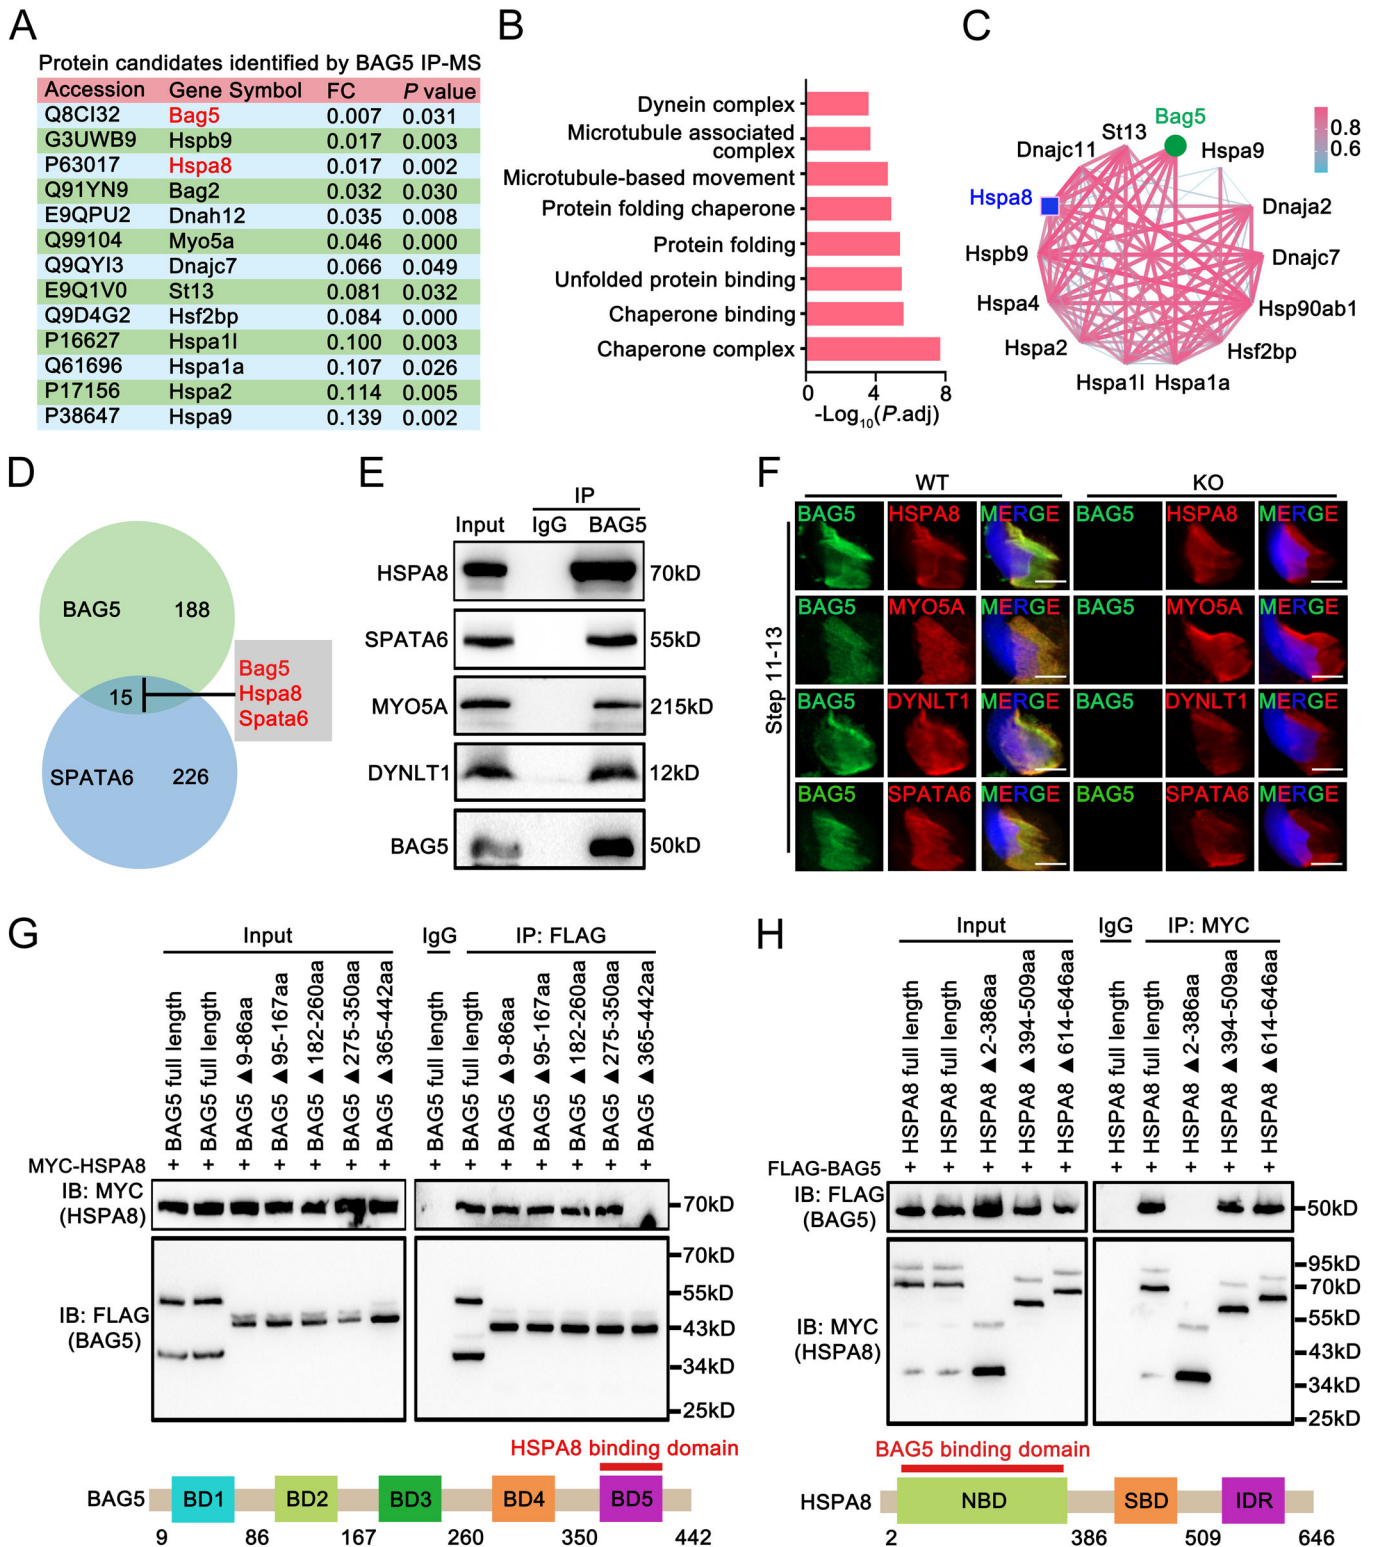 A
Protein candidates identified by BAG5 IP-MS
Accession Gene Symbol FC P value
Q8CI32 Bag5 0.007 0.031
G3UWB9 Hspb9 0.017 0.003
P63017 Hspa8 0.017 0.002
Q91YN9 Bag2 0.032 0.030
E9QPU2 Dnah12 0.035 0.008
Q99104 Myo5a 0.046 0.000
Q9QYI3 Dnajc7 0.066 0.049
E9Q1V0 St13 0.081 0.032
Q9D4G2 Hsf2bp 0.084 0.000
P16627 Hspa1l 0.100 0.003
Q61696 Hspa1a 0.107 0.026
P17156 Hspa2 0.114 0.005
P38647 Hspa9 0.139 0.002
B
Dynein complex
Microtubule associated
complex
Microtubule-based movement
Protein folding chaperone
Protein folding
Unfolded protein binding
Chaperone binding
Chaperone complex
0 4 8
-Log10(P.adj)
C
Bag5
St13
Hspa9
Dnajc11
Hspa8
Dnaja2
Hspb9
Dnajc7
Hspa4
Hsp90ab1
Hspa2
Hsf2bp
Hspa1l Hspa1a
0.8
0.6
D
BAG5 188
15
Bag5
Hspa8
Spata6
SPATA6 226
E
IP
Input IgG BAG5
HSPA8 70kD
SPATA6 55kD
MYO5A 215kD
DYNLT1 12kD
BAG5 50kD
F
WT KO
Step 11-13
BAG5 HSPA8 MERGE BAG5 HSPA8 MERGE
BAG5 MYO5A MERGE BAG5 MYO5A MERGE
BAG5 DYNLT1 MERGE BAG5 DYNLT1 MERGE
BAG5 SPATA6 MERGE BAG5 SPATA6 MERGE
G
Input IgG IP: FLAG
BAG5 full length
BAG5 full length
BAG5 ▲9-86aa
BAG5 ▲95-167aa
BAG5 ▲182-260aa
BAG5 ▲275-350aa
BAG5 ▲365-442aa
BAG5 full length
BAG5 full length
BAG5 ▲9-86aa
BAG5 ▲95-167aa
BAG5 ▲182-260aa
BAG5 ▲275-350aa
BAG5 ▲365-442aa
MYC-HSPA8 + + + + + + + + + + + + + +
IB: MYC
(HSPA8)
70kD
IB: FLAG
(BAG5)
70kD
55kD
43kD
34kD
25kD
HSPA8 binding domain
BAG5 BD1 BD2 BD3 BD4 BD5
9 86 167 260 350 442
H
Input IgG IP: MYC
HSPA8 full length
HSPA8 full length
HSPA8 ▲2-386aa
HSPA8 ▲394-509aa
HSPA8 ▲614-646aa
HSPA8 full length
HSPA8 full length
HSPA8 ▲2-386aa
HSPA8 ▲394-509aa
HSPA8 ▲614-646aa
FLAG-BAG5 + + + + + + + + + +
IB: FLAG
(BAG5)
50kD
IB: MYC
(HSPA8)
95kD
70kD
55kD
43kD
34kD
25kD
BAG5 binding domain
HSPA8 NBD SBD IDR
2 386 509 646